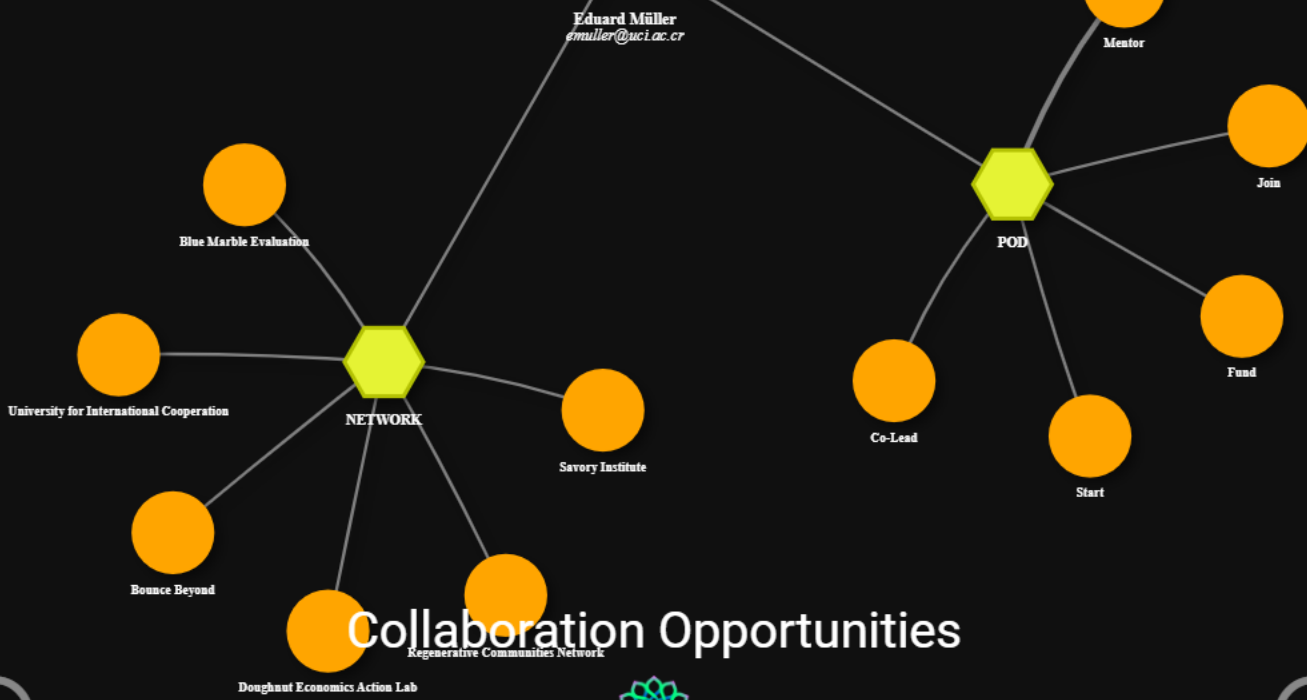 Eduard Müller
emuller@uci.ac.cr
Mentor
Join
Blue Marble Evaluation
POD
Fund
University for International Cooperation
NETWORK
Co-Lead
Savory Institute
Start
Bounce Beyond
Collaboration Opportunities
Regenerative Communities Network
Doughnut Economics Action Lab